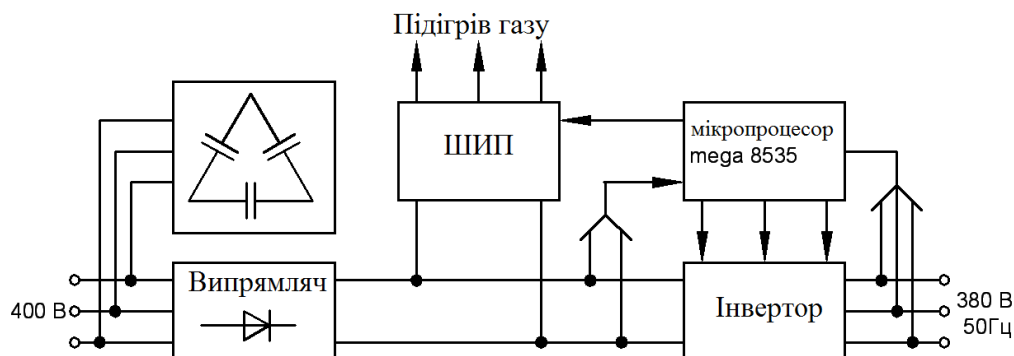 Підігрів газу
ШИП
мікропроцесор
mega 8535
Випрямляч
Інвертор
400 В
380 В
50Гц